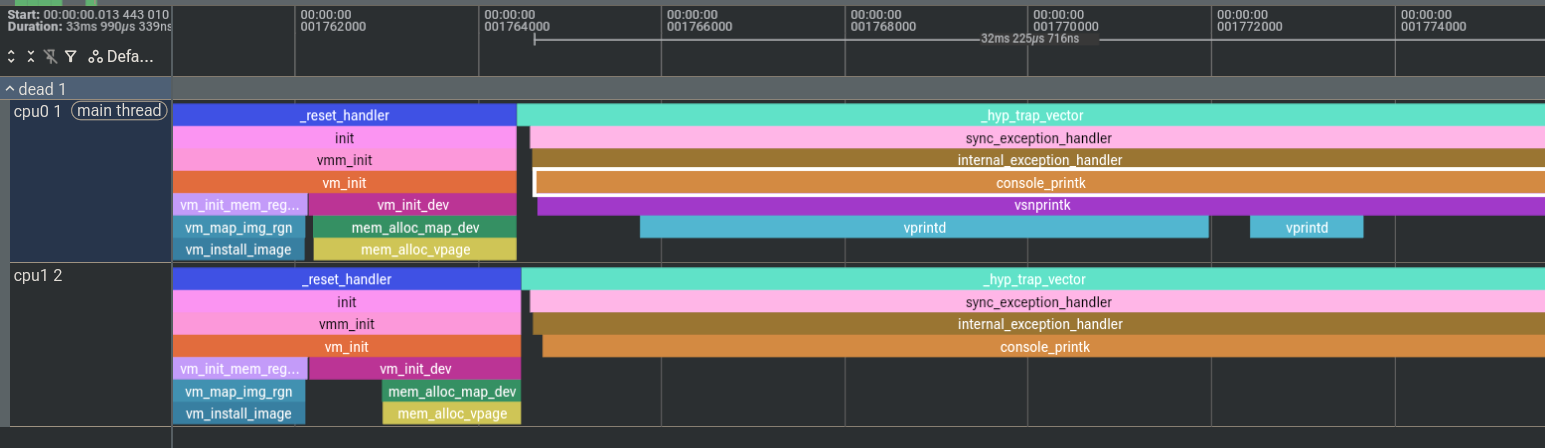 Start: 00:00:00.013 443 010
Duration: 33ms 990µs 339ns
00:00:00 00:00:00 00:00:00 00:00:00 00:00:00 00:00:00 00:00:00
001762000 001764000 001766000 001768000 001770000 001772000 001774000
32ms 225µs 716ns
Defa...
dead 1
cpu0 1 main thread
_reset_handler _hyp_trap_vector
init sync_exception_handler
vmm_init internal_exception_handler
vm_init console_printk
vm_init_mem_reg... vm_init_dev vsnprintk
vm_map_img_rgn mem_alloc_map_dev vprintd vprintd
vm_install_image mem_alloc_vpage
cpu1 2
_reset_handler _hyp_trap_vector
init sync_exception_handler
vmm_init internal_exception_handler
vm_init console_printk
vm_init_mem_reg... vm_init_dev
vm_map_img_rgn mem_alloc_map_dev
vm_install_image mem_alloc_vpage